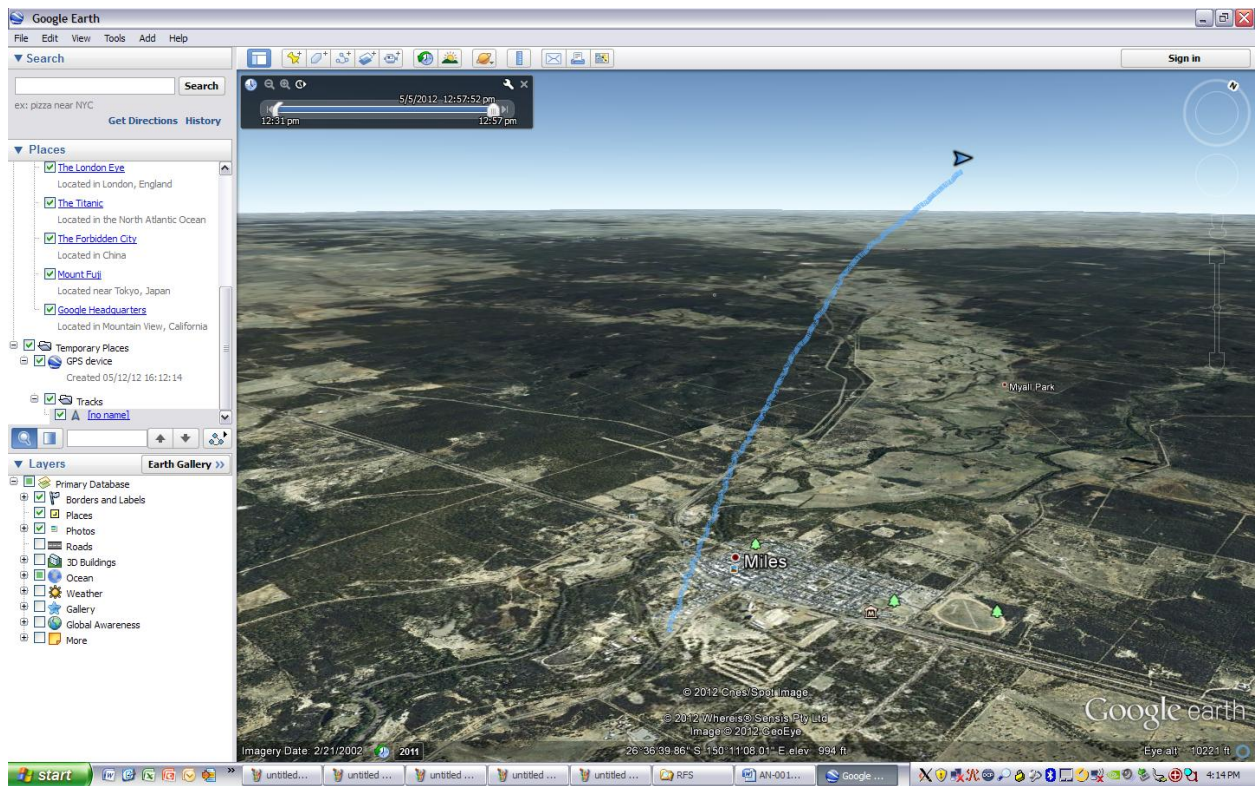 Google Earth
File Edit View Tools Add Help
Search
Sign in
Search
ex: pizza near NYC
Get Directions History
5/5/2012 12:57:52 pm
12:31 pm 12:57 pm
N
Places
The London Eye
Located in London, England
The Titanic
Located in the North Atlantic Ocean
The Forbidden City
Located in China
Mount Fuji
Located near Tokyo, Japan
Google Headquarters
Located in Mountain View, California
Temporary Places
GPS device
Created 05/12/12 16:12:14
Tracks
[no name]
Layers
Earth Gallery >>
Primary Database
Borders and Labels
Places
Photos
Roads
3D Buildings
Ocean
Weather
Gallery
Global Awareness
More
Myall Park
Miles
© 2012 Cnes/Spot Image
© 2012 Whereis® Sensis Pty Ltd
Image © 2012 GeoEye
Google earth
Imagery Date: 2/21/2002 2011 26°36'39.86" S 150°11'08.01" E elev 994 ft Eye alt 10221 ft
start » untitled... untitled ... untitled ... untitled ... untitled ... RFS AN-001... Google ... 4:14 PM